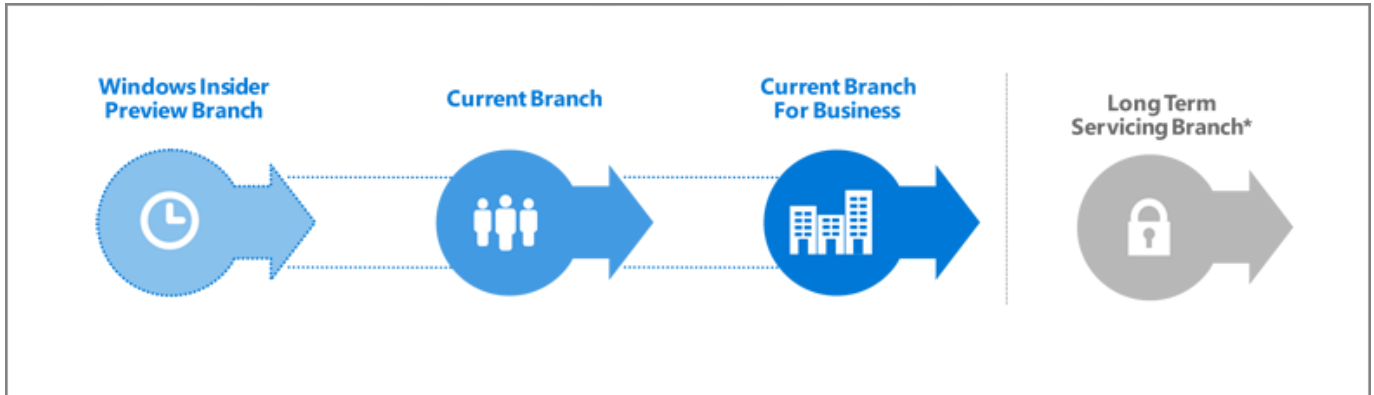 Windows Insider
Preview Branch
Current Branch
Current Branch
For Business
Long Term
Servicing Branch*